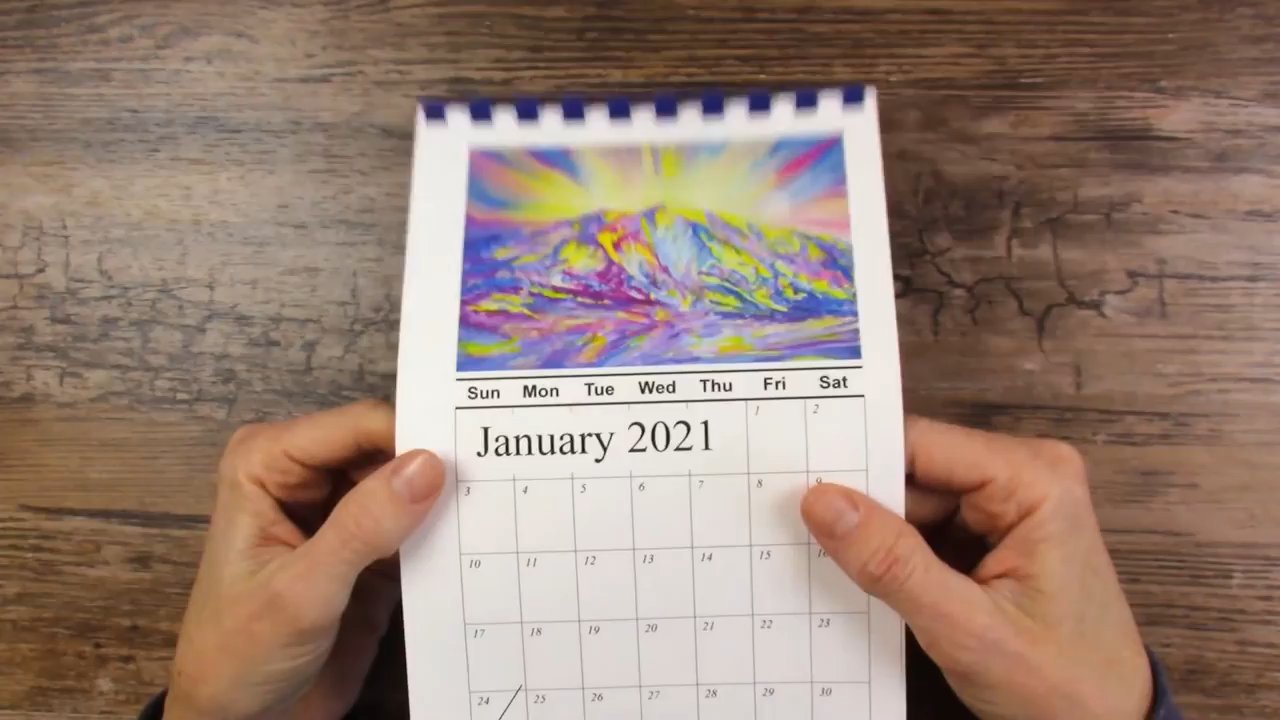 Sun Mon Tue Wed Thu Fri Sat
January 2021 1 2
3 4 5 6 7 8 9
10 11 12 13 14 15 16
17 18 19 20 21 22 23
24 25 26 27 28 29 30